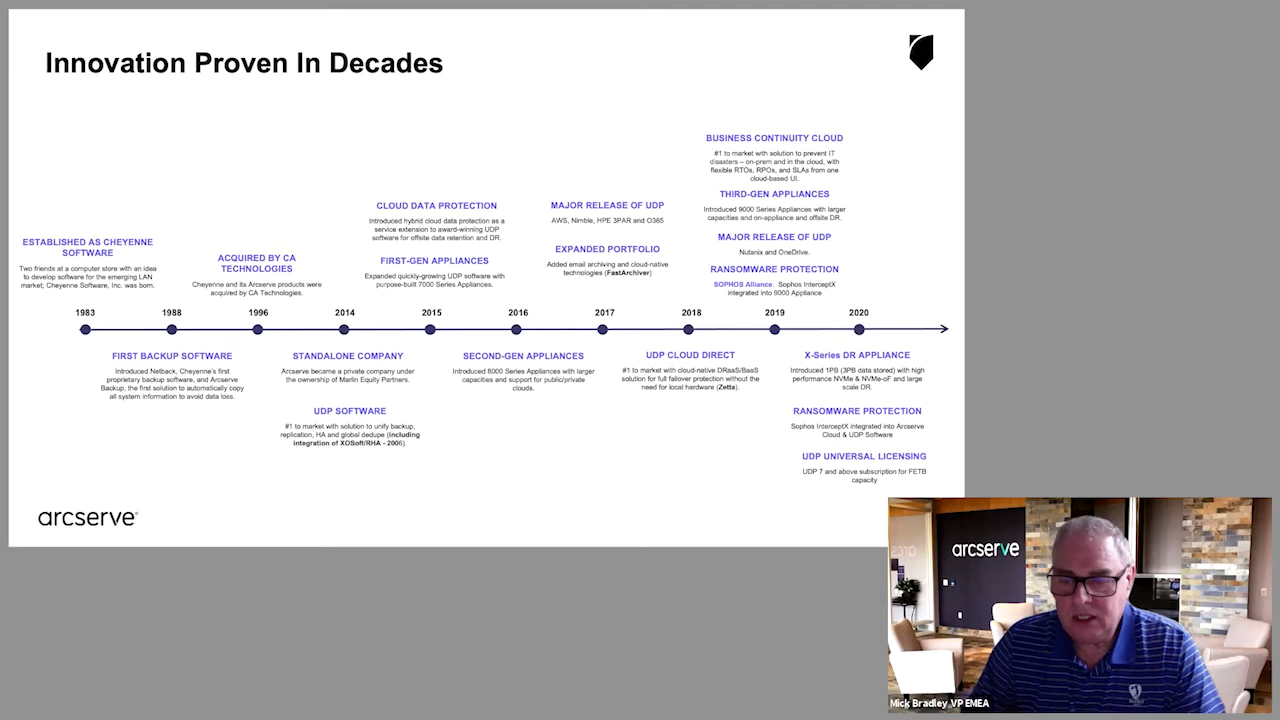 Innovation Proven In Decades
BUSINESS CONTINUITY CLOUD
#1 to market with solution to prevent IT
disasters – on-prem and in the cloud, with
flexible RTOs, RPOs, and SLAs from one
cloud-based UI.
THIRD-GEN APPLIANCES
Introduced 9000 Series Appliances with larger
capacities and on-appliance and offsite DR.
MAJOR RELEASE OF UDP
Nutanix and OneDrive.
RANSOMWARE PROTECTION
SOPHOS Alliance. Sophos InterceptX
integrated into 9000 Appliance
MAJOR RELEASE OF UDP
AWS, Nimble, HPE 3PAR and O365
EXPANDED PORTFOLIO
Added email archiving and cloud-native
technologies (FastArchiver)
CLOUD DATA PROTECTION
Introduced hybrid cloud data protection as a
service extension to award-winning UDP
software for offsite data retention and DR.
FIRST-GEN APPLIANCES
Expanded quickly-growing UDP software with
purpose-built 7000 Series Appliances.
ESTABLISHED AS CHEYENNE
SOFTWARE
Two friends at a computer store with an idea
to develop software for the emerging LAN
market; Cheyenne Software, Inc. was born.
ACQUIRED BY CA
TECHNOLOGIES
Cheyenne and its Arcserve products were
acquired by CA Technologies.
1983 1988 1996 2014 2015 2016 2017 2018 2019 2020
FIRST BACKUP SOFTWARE
Introduced Netback, Cheyenne's first
proprietary backup software, and Arcserve
Backup, the first solution to automatically copy
all system information to avoid data loss.
STANDALONE COMPANY
Arcserve became a private company under
the ownership of Marlin Equity Partners.
UDP SOFTWARE
#1 to market with solution to unify backup,
replication, HA and global dedupe (including
integration of XOSoft/RHA - 2006).
SECOND-GEN APPLIANCES
Introduced 8000 Series Appliances with larger
capacities and support for public/private
clouds.
UDP CLOUD DIRECT
#1 to market with cloud-native DRaaS/BaaS
solution for full failover protection without the
need for local hardware (Zetta).
X-Series DR APPLIANCE
Introduced 1PB (3PB data stored) with high
performance NVMe & NVMe-oF and large
scale DR.
RANSOMWARE PROTECTION
Sophos InterceptX integrated into Arcserve
Cloud & UDP Software
UDP UNIVERSAL LICENSING
UDP 7 and above subscription for FETB
capacity
arcserve®
arcserve
Mick Bradley VP EMEA